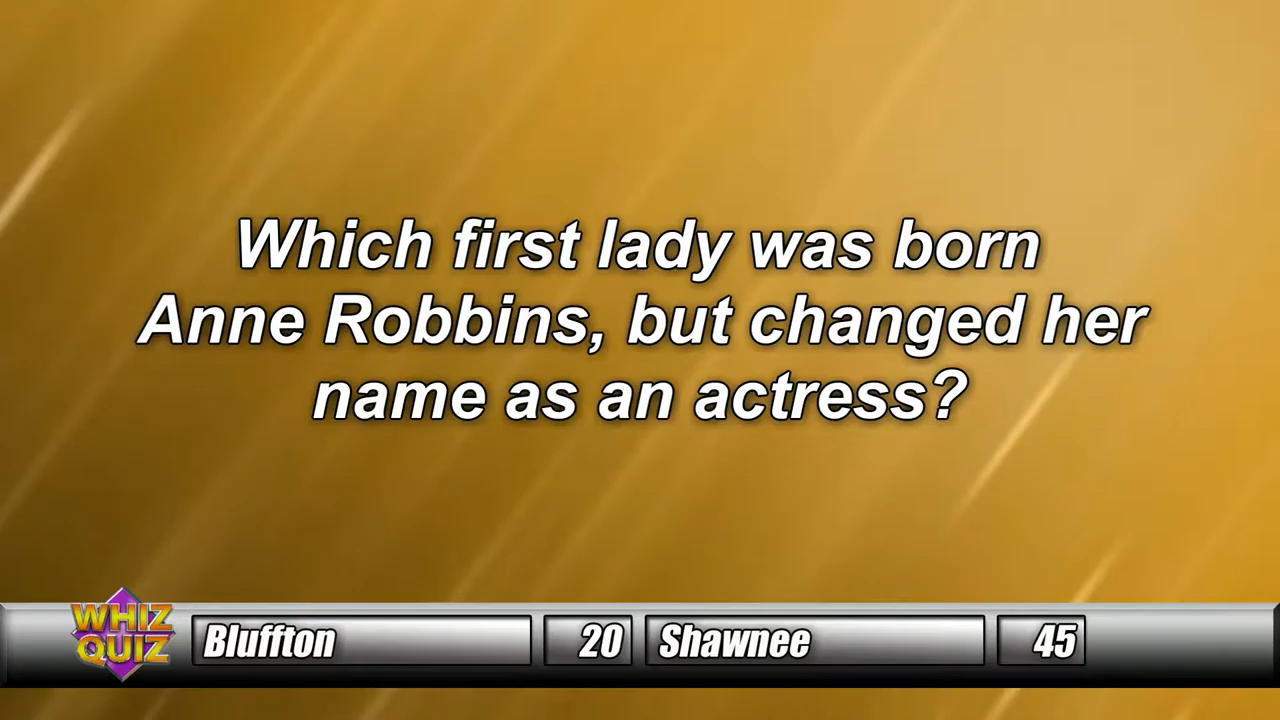 Which first lady was born
Anne Robbins, but changed her
name as an actress?
WHIZ
QUIZ
Bluffton 20 Shawnee 45